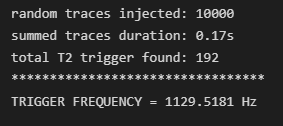 random traces injected: 10000
summed traces duration: 0.17s
total T2 trigger found: 192
*********************************
TRIGGER FREQUENCY = 1129.5181 Hz